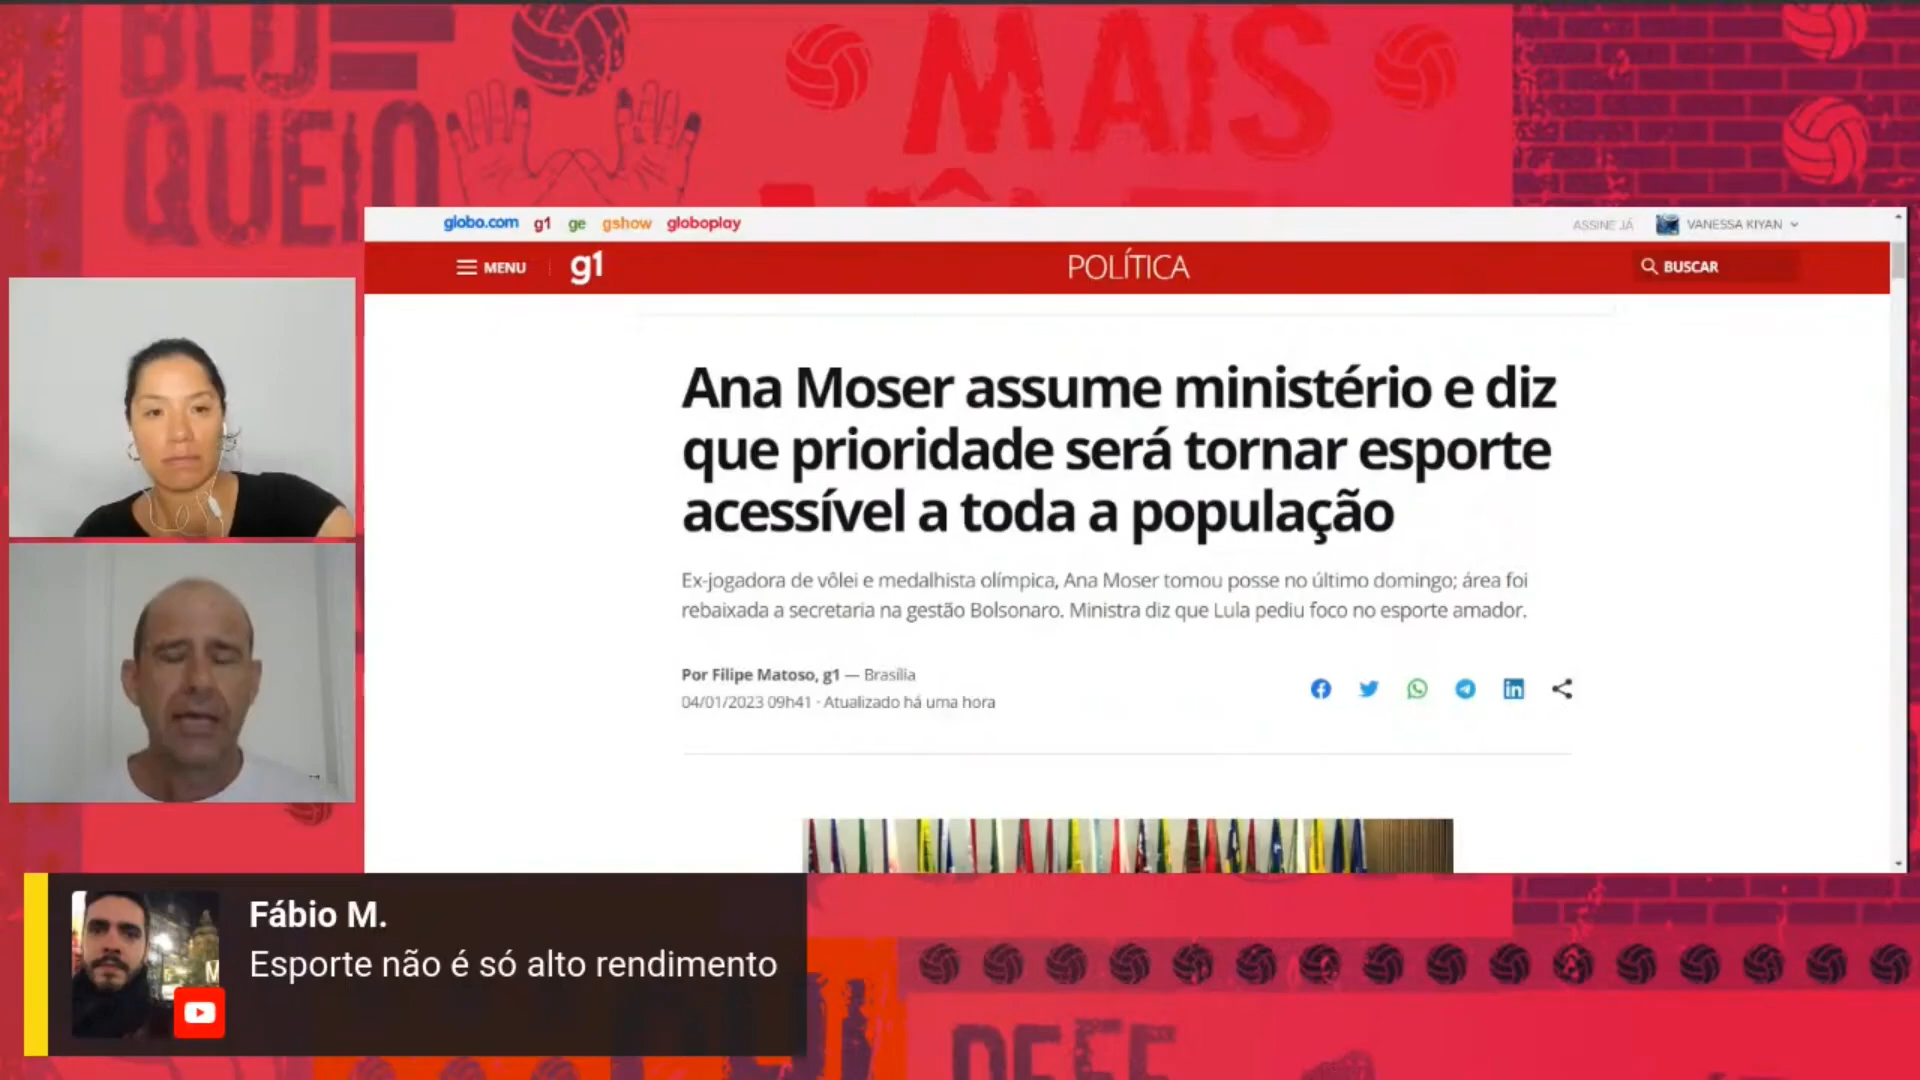 BLO
QUEIO
MAIS
globo.com g1 ge gshow globoplay
ASSINE JÁ VANESSA KIYAN
MENU g1 POLÍTICA BUSCAR
Ana Moser assume ministério e diz
que prioridade será tornar esporte
acessível a toda a população
Ex-jogadora de vôlei e medalhista olímpica, Ana Moser tomou posse no último domingo; área foi
rebaixada a secretaria na gestão Bolsonaro. Ministra diz que Lula pediu foco no esporte amador.
Por Filipe Matoso, g1 — Brasília
04/01/2023 09h41 · Atualizado há uma hora
Fábio M.
Esporte não é só alto rendimento